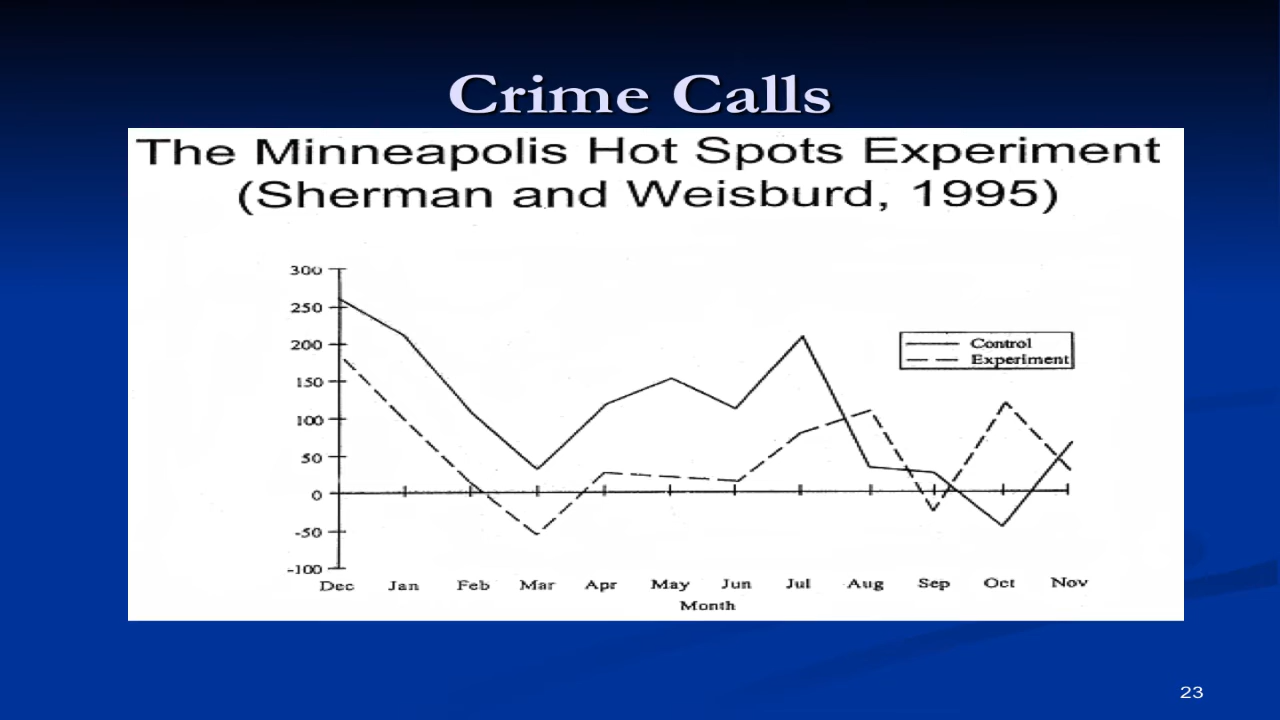 Crime Calls
The Minneapolis Hot Spots Experiment
(Sherman and Weisburd, 1995)
300
250
200
150
100
50
0
-50
-100
Control
Experiment
Dec Jan Feb Mar Apr May Jun Jul Aug Sep Oct Nov
Month
23